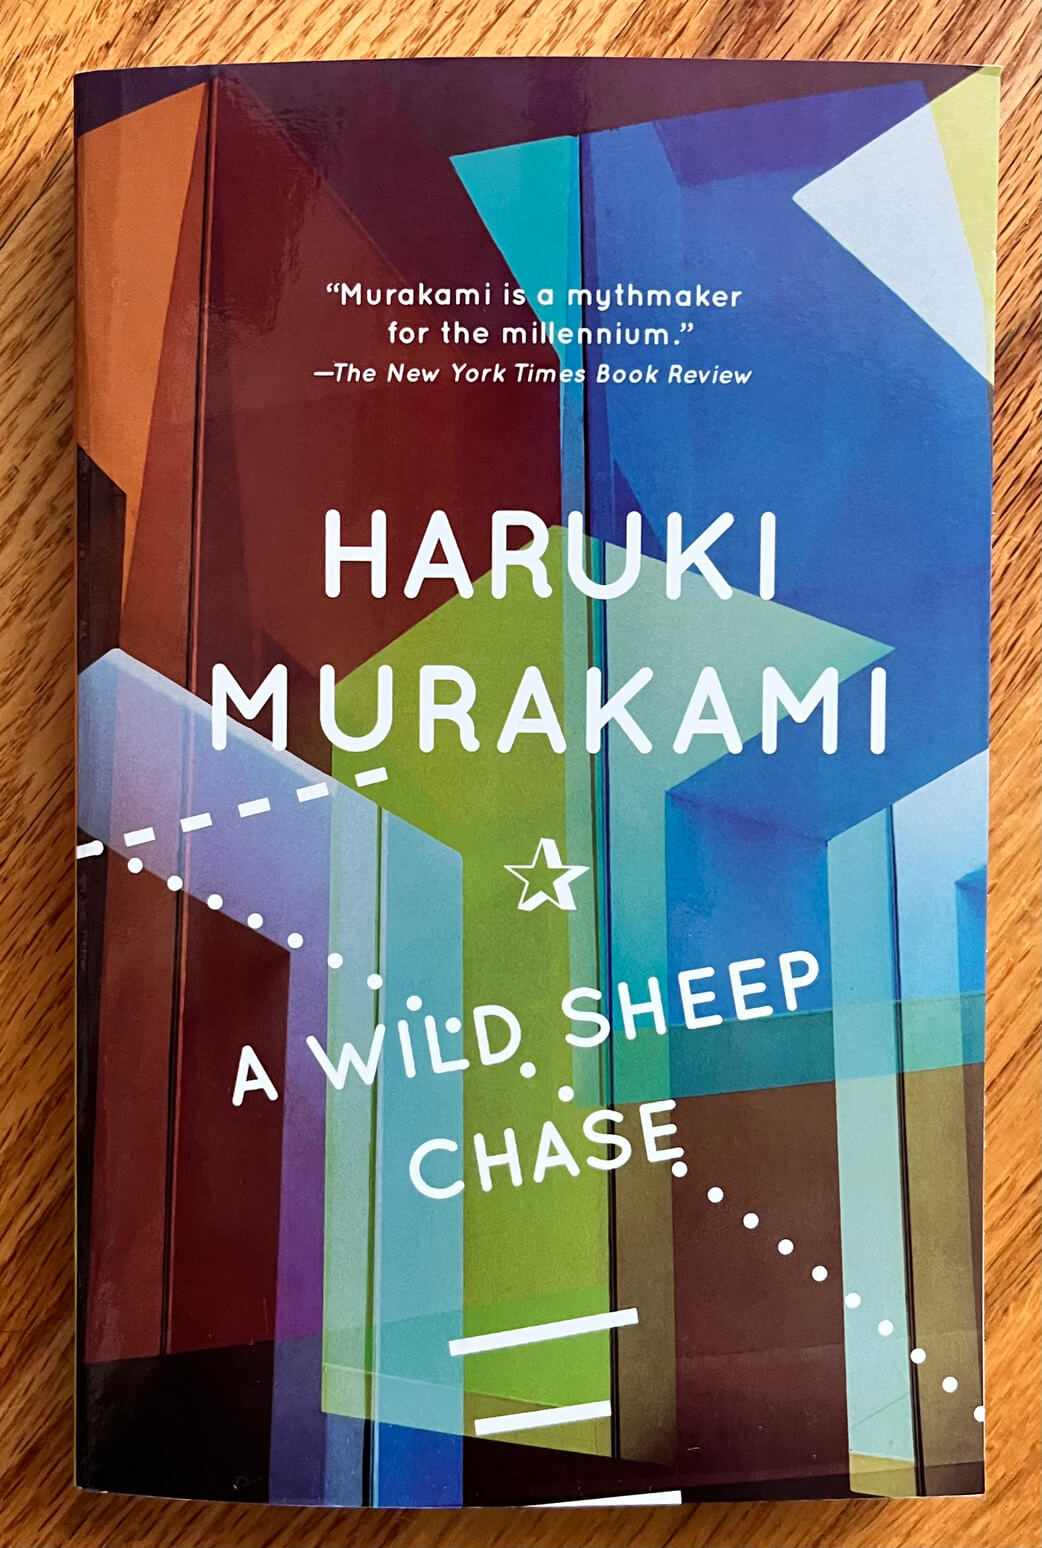 “Murakami is a mythmaker
for the millennium.”
—The New York Times Book Review
HARUKI
MURAKAMI
A WILD SHEEP
CHASE